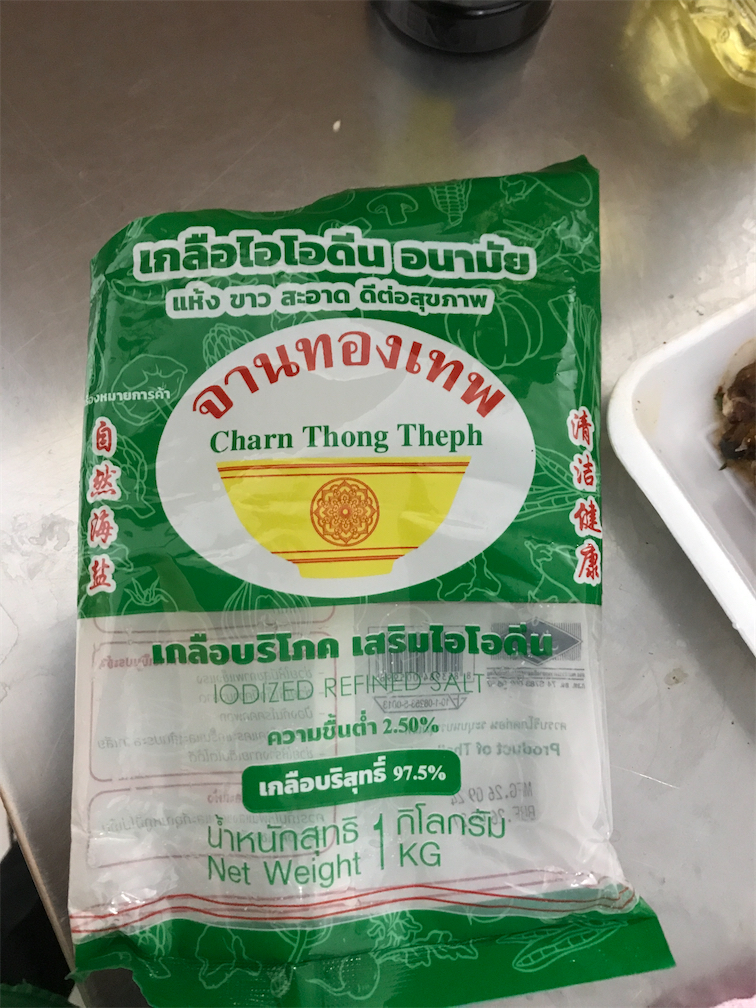 เกลือไอโอดีน อนามัย
แห้ง ขาว สะอาด ดีต่อสุขภาพ
จานทองเทพ
Charn Thong Theph
自然海盐
清洁健康
เกลือบริโภค เสริมไอโอดีน
IODIZED REFINED SALT
ความชื้นต่ำ 2.50%
เกลือบริสุทธิ์ 97.5%
น้ำหนักสุทธิ 1 กิโลกรัม
Net Weight KG
Product of
MFG.26 09 24